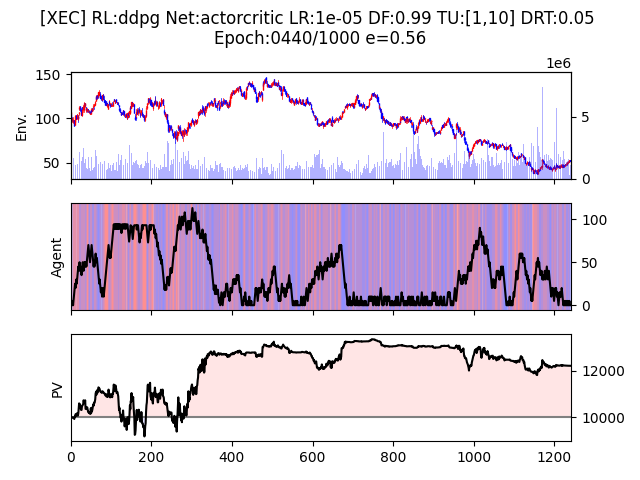 [XEC] RL:ddpg Net:actorcritic LR:1e-05 DF:0.99 TU:[1,10] DRT:0.05
Epoch:0440/1000 e=0.56
1e6
150
100
50
Env.
5
0
Agent
100
50
0
PV
12000
10000
0 200 400 600 800 1000 1200